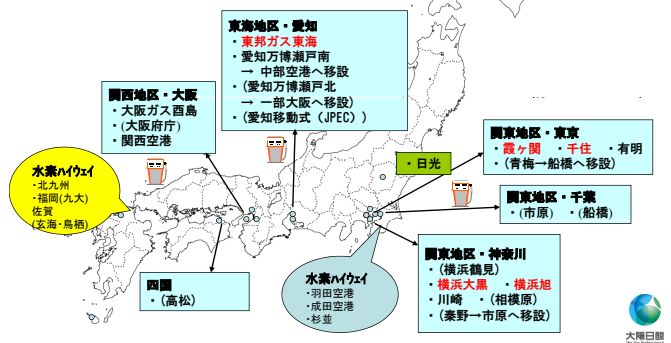 東海地区・愛知
・東邦ガス東海
・愛知万博瀬戸南
→ 中部空港へ移設
・(愛知万博瀬戸北
→ 一部大阪へ移設)
・(愛知移動式(JPEC))
関西地区・大阪
・大阪ガス酉島
・(大阪府庁)
・関西空港
水素ﾊｲｳｪｲ
・北九州
・福岡(九大)
佐賀
(玄海・鳥栖)
・日光
関東地区・東京
・霞ヶ関 ・千住 ・有明
・(青梅→船橋へ移設)
関東地区・千葉
・(市原) ・(船橋)
関東地区・神奈川
・(横浜鶴見)
・横浜大黒 ・横浜旭
・川崎 ・(相模原)
・(秦野→市原へ移設)
四国
・(高松)
水素ﾊｲｳｪｲ
・羽田空港
・成田空港
・杉並
大陽日酸